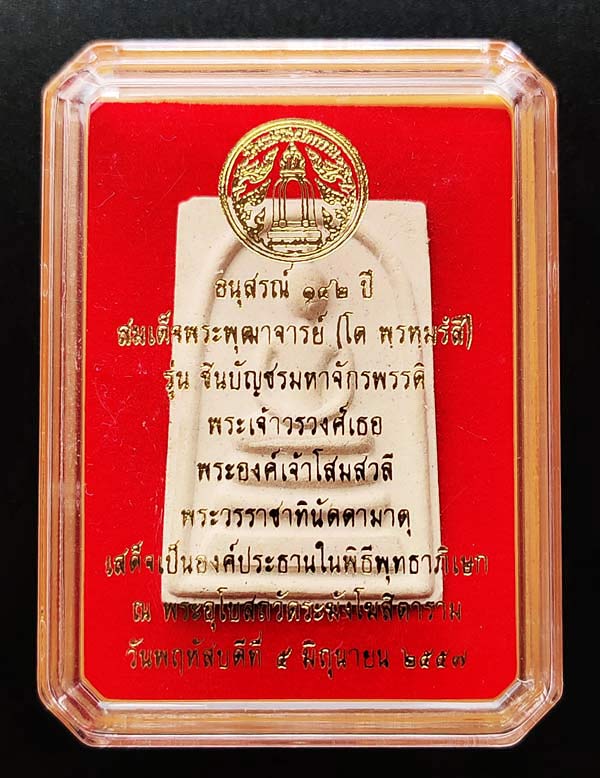 อนุสรณ์ ๑๔๒ ปี
สมเด็จพระพุฒาจารย์ (โต พรหมรังสี)
รุ่น ชินบัญชรมหาจักรพรรดิ
พระเจ้าวรวงศ์เธอ
พระองค์เจ้าโสมสวลี
พระวรราชาทินัดดามาตุ
เสด็จเป็นองค์ประธานในพิธีพุทธาภิเษก
ณ พระอุโบสถวัดระฆังโฆสิตาราม
วันพฤหัสบดีที่ ๕ มิถุนายน ๒๕๕๗